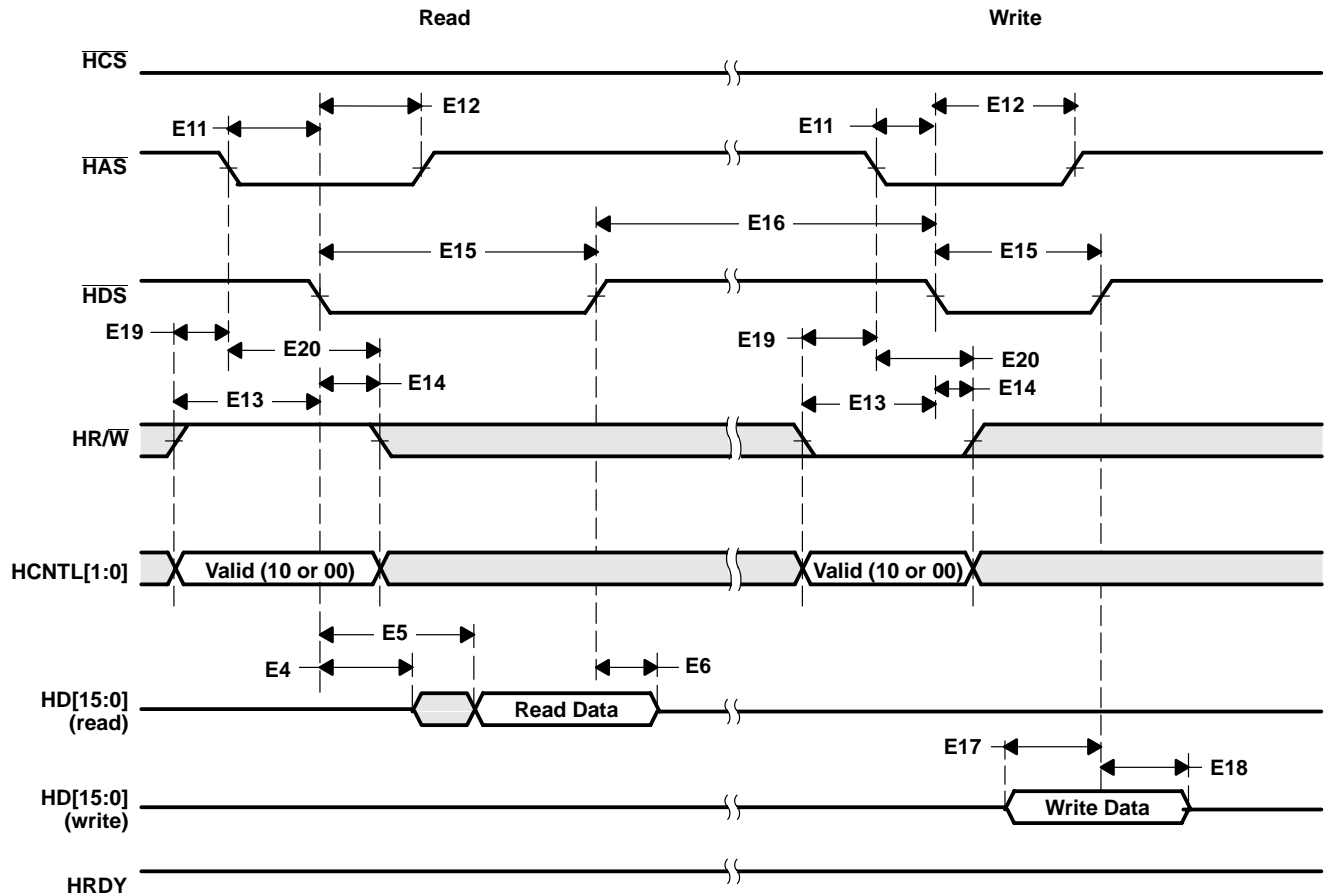 Read Write
HCS
E12 E12
E11 E11
HAS
E16
E15 E15
HDS
E19 E19
E20 E20
E14 E14
E13 E13
HR/W
HCNTL[1:0] Valid (10 or 00) Valid (10 or 00)
E5
E4 E6
HD[15:0]
(read)
Read Data
E17 E18
HD[15:0]
(write)
Write Data
HRDY